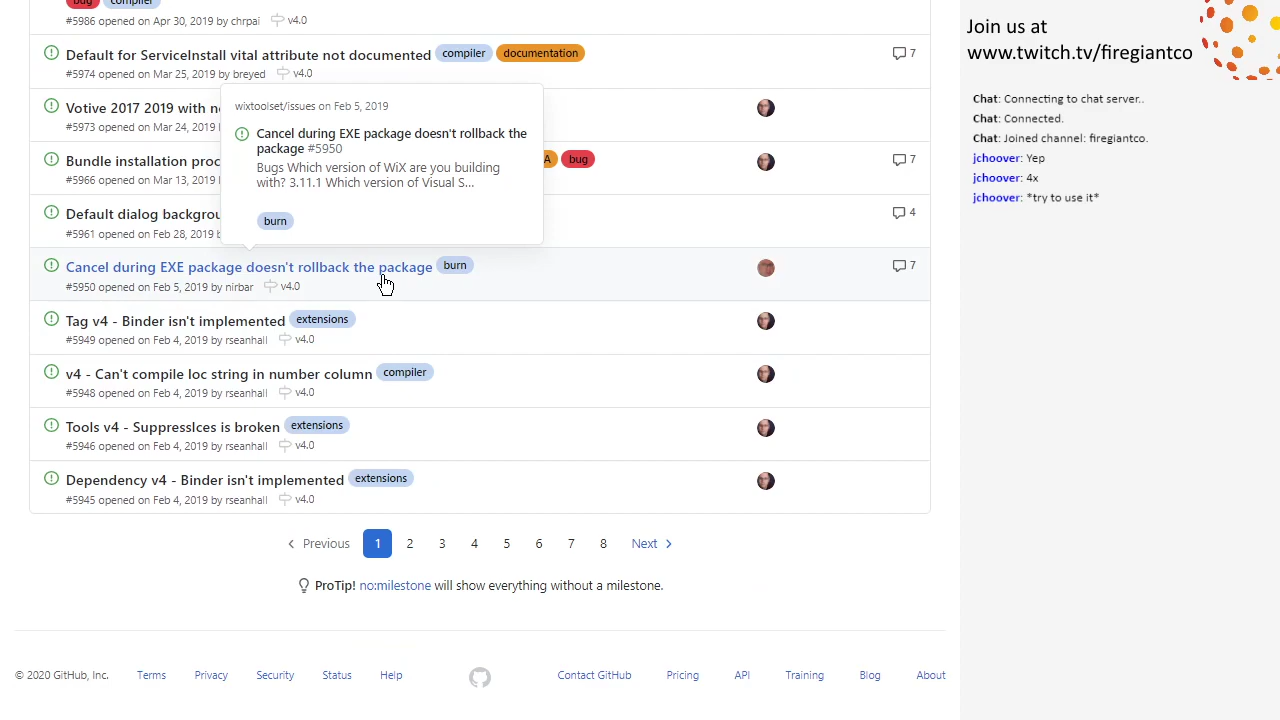 bug compiler
#5986 opened on Apr 30, 2019 by chrpai v4.0
Default for ServiceInstall vital attribute not documented compiler documentation 7
#5974 opened on Mar 25, 2019 by breyed v4.0
Votive 2017 2019 with n
#5973 opened on Mar 24, 2019
Bundle installation proc A bug 7
#5966 opened on Mar 13, 2019
Default dialog backgrou 4
#5961 opened on Feb 28, 2019 b
wixtoolset/issues on Feb 5, 2019
Cancel during EXE package doesn't rollback the
package #5950
Bugs Which version of WiX are you building
with? 3.11.1 Which version of Visual S...
burn
Cancel during EXE package doesn't rollback the package burn 7
#5950 opened on Feb 5, 2019 by nirbar v4.0
Tag v4 - Binder isn't implemented extensions
#5949 opened on Feb 4, 2019 by rseanhall v4.0
v4 - Can't compile loc string in number column compiler
#5948 opened on Feb 4, 2019 by rseanhall v4.0
Tools v4 - SuppressIces is broken extensions
#5946 opened on Feb 4, 2019 by rseanhall v4.0
Dependency v4 - Binder isn't implemented extensions
#5945 opened on Feb 4, 2019 by rseanhall v4.0
Previous 1 2 3 4 5 6 7 8 Next
ProTip! no:milestone will show everything without a milestone.
© 2020 GitHub, Inc. Terms Privacy Security Status Help Contact GitHub Pricing API Training Blog About
Join us at
www.twitch.tv/firegiantco
Chat: Connecting to chat server..
Chat: Connected.
Chat: Joined channel: firegiantco.
jchoover: Yep
jchoover: 4x
jchoover: *try to use it*